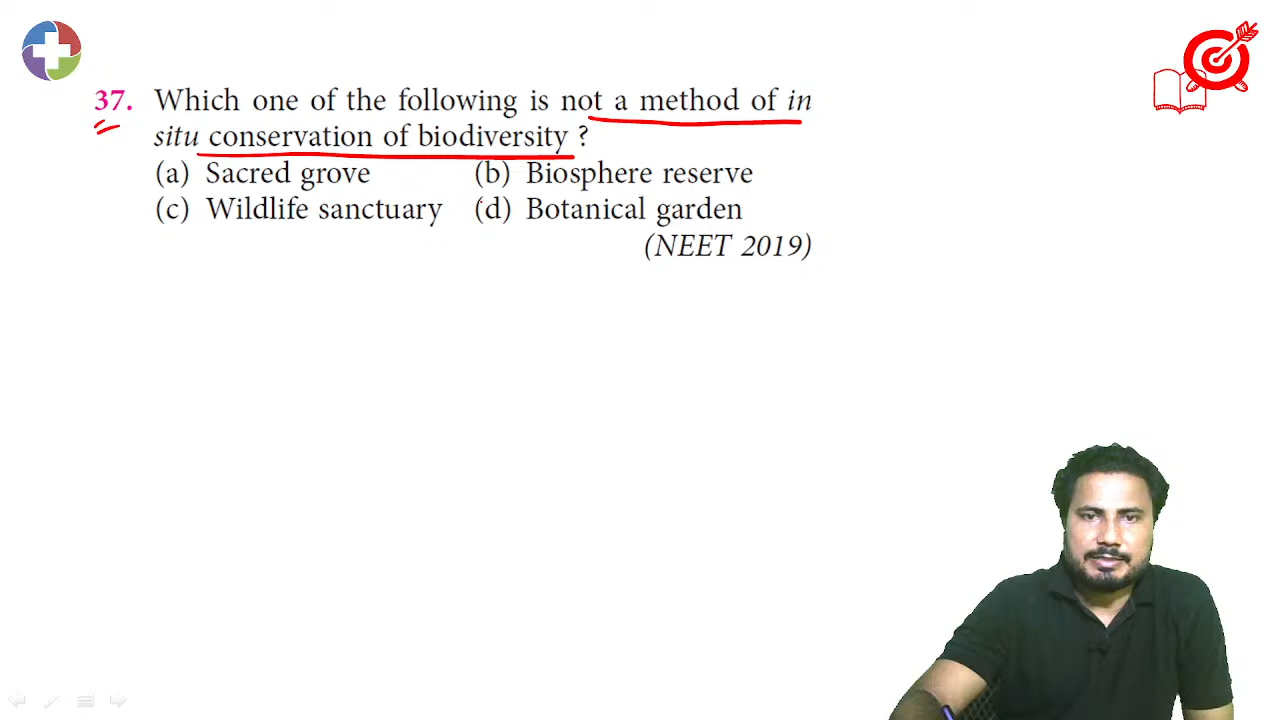 37. Which one of the following is not a method of in
situ conservation of biodiversity ?
(a) Sacred grove (b) Biosphere reserve
(c) Wildlife sanctuary (d) Botanical garden
(NEET 2019)